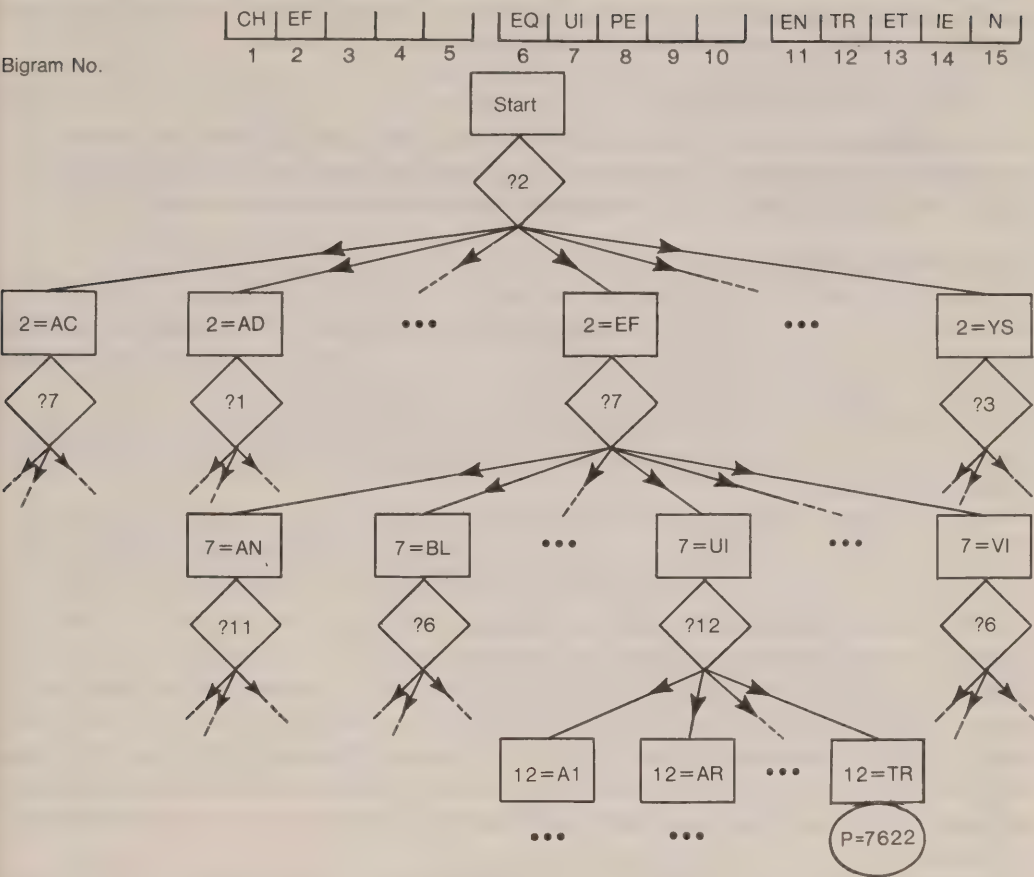 CH EF EQ UI PE EN TR ET IE N
Bigram No. 1 2 3 4 5 6 7 8 9 10 11 12 13 14 15
Start
?2
2=AC 2=AD ••• 2=EF ••• 2=YS
?7 ?1 ?7 ?3
7=AN 7=BL ••• 7=UI ••• 7=VI
?11 ?6 ?12 ?6
12=A1 12=AR ••• 12=TR
••• ••• P=7622